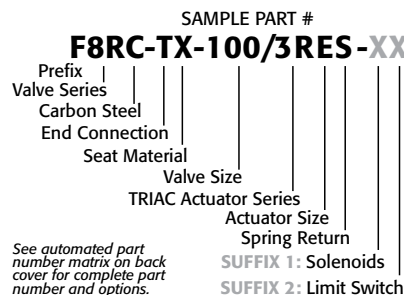 SAMPLE PART #
F8RC-TX-100/3RES-XX
Prefix
Valve Series
Carbon Steel
End Connection
Seat Material
Valve Size
TRIAC Actuator Series
Actuator Size
Spring Return
SUFFIX 1: Solenoids
SUFFIX 2: Limit Switch
See automated part
number matrix on back
cover for complete part
number and options.